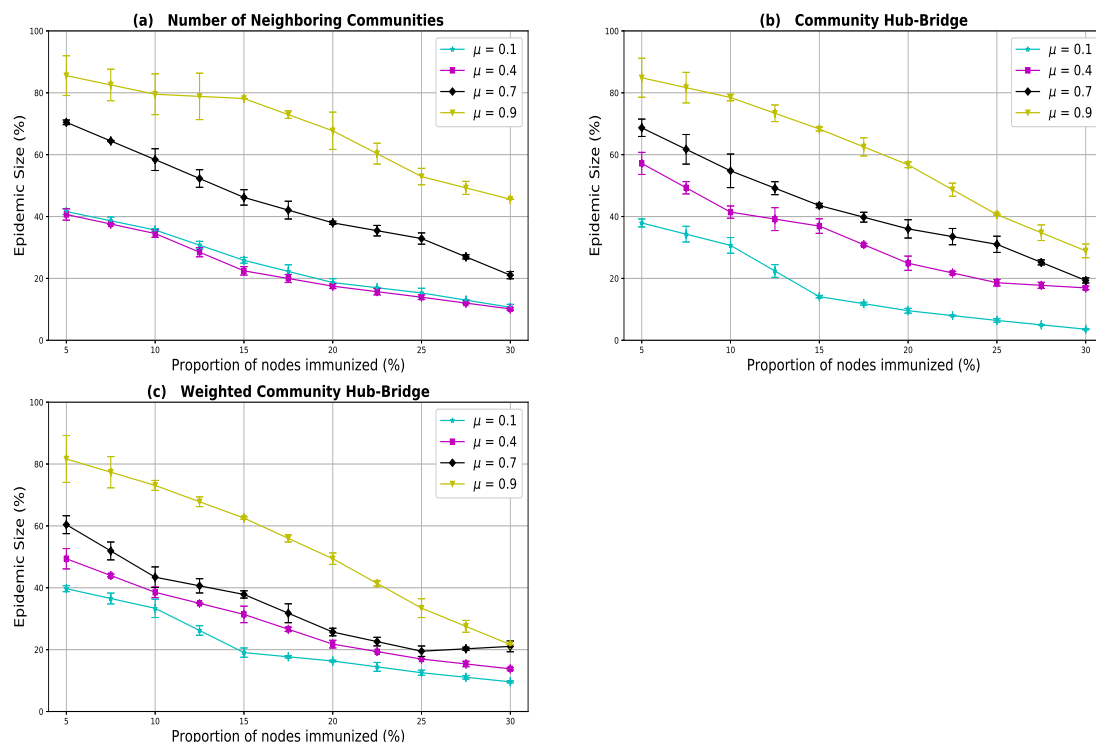 (a) Number of Neighboring Communities
Epidemic Size (%)
100
80
60
40
20
0
5 10 15 20 25 30
Proportion of nodes immunized (%)
μ = 0.1
μ = 0.4
μ = 0.7
μ = 0.9
(b) Community Hub-Bridge
Epidemic Size (%)
100
80
60
40
20
0
5 10 15 20 25 30
Proportion of nodes immunized (%)
μ = 0.1
μ = 0.4
μ = 0.7
μ = 0.9
(c) Weighted Community Hub-Bridge
Epidemic Size (%)
100
80
60
40
20
0
5 10 15 20 25 30
Proportion of nodes immunized (%)
μ = 0.1
μ = 0.4
μ = 0.7
μ = 0.9